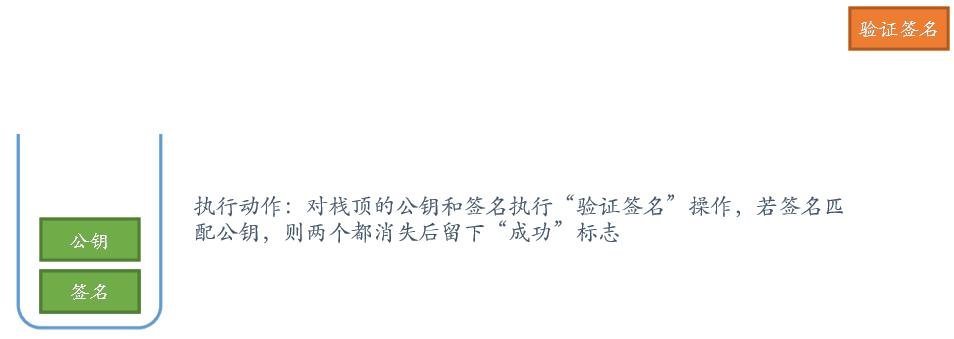 验证签名
执行动作：对栈顶的公钥和签名执行“验证签名”操作，若签名匹
配公钥，则两个都消失后留下“成功”标志
公钥
签名